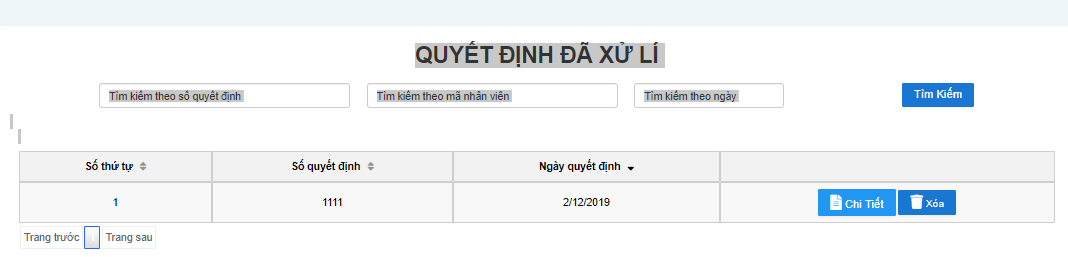 QUYẾT ĐỊNH ĐÃ XỬ LÍ
Tìm kiếm theo số quyết định Tìm kiếm theo mã nhân viên Tìm kiếm theo ngày Tìm Kiếm
Số thứ tự Số quyết định Ngày quyết định
1 1111 2/12/2019 Chi Tiết Xóa
Trang trước 1 Trang sau